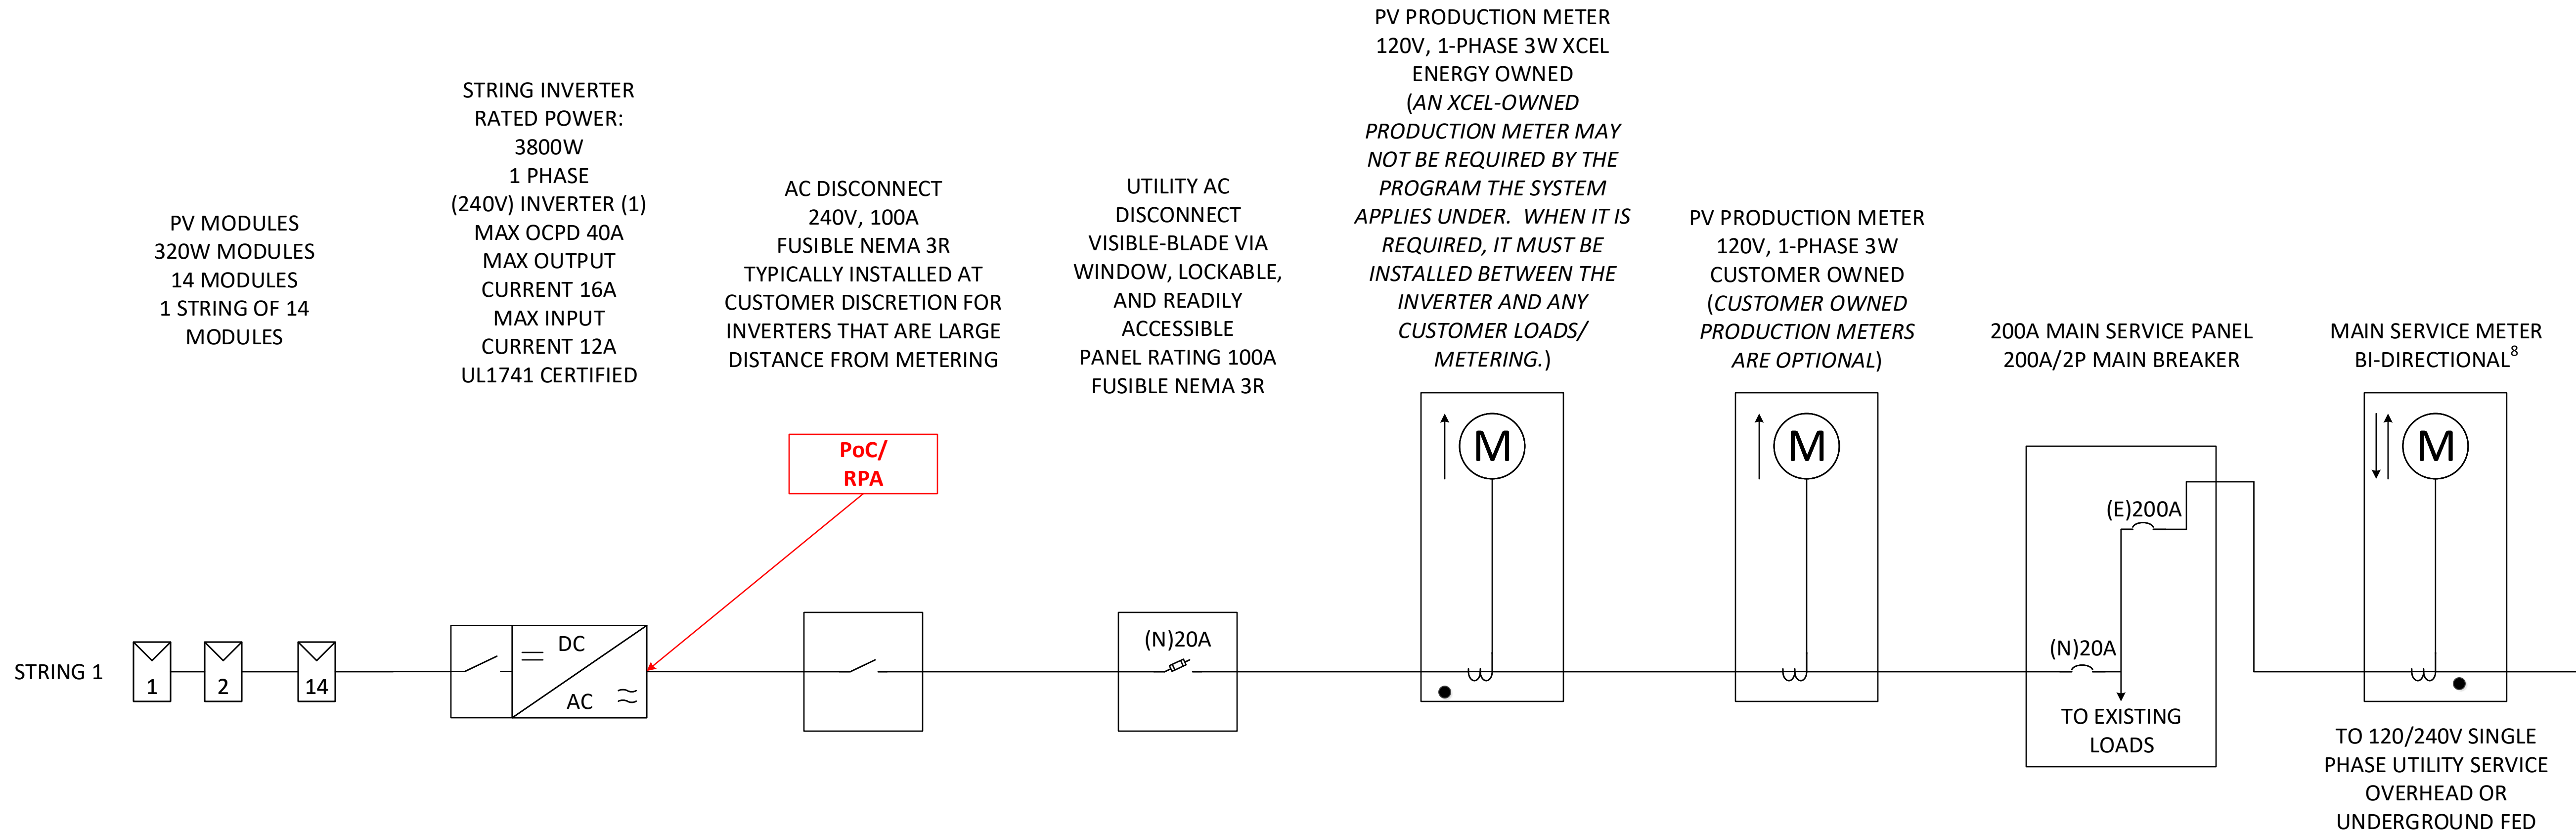 PV MODULES
320W MODULES
14 MODULES
1 STRING OF 14
MODULES
STRING INVERTER
RATED POWER:
3800W
1 PHASE
(240V) INVERTER (1)
MAX OCPD 40A
MAX OUTPUT
CURRENT 16A
MAX INPUT
CURRENT 12A
UL1741 CERTIFIED
AC DISCONNECT
240V, 100A
FUSIBLE NEMA 3R
TYPICALLY INSTALLED AT
CUSTOMER DISCRETION FOR
INVERTERS THAT ARE LARGE
DISTANCE FROM METERING
UTILITY AC
DISCONNECT
VISIBLE-BLADE VIA
WINDOW, LOCKABLE,
AND READILY
ACCESSIBLE
PANEL RATING 100A
FUSIBLE NEMA 3R
PV PRODUCTION METER
120V, 1-PHASE 3W XCEL
ENERGY OWNED
(AN XCEL-OWNED
PRODUCTION METER MAY
NOT BE REQUIRED BY THE
PROGRAM THE SYSTEM
APPLIES UNDER. WHEN IT IS
REQUIRED, IT MUST BE
INSTALLED BETWEEN THE
INVERTER AND ANY
CUSTOMER LOADS/
METERING.)
PV PRODUCTION METER
120V, 1-PHASE 3W
CUSTOMER OWNED
(CUSTOMER OWNED
PRODUCTION METERS
ARE OPTIONAL)
200A MAIN SERVICE PANEL
200A/2P MAIN BREAKER
MAIN SERVICE METER
BI-DIRECTIONAL⁸
PoC/
RPA
M
M
M
(E)200A
STRING 1
1
2
14
DC
AC
(N)20A
(N)20A
TO EXISTING
LOADS
TO 120/240V SINGLE
PHASE UTILITY SERVICE
OVERHEAD OR
UNDERGROUND FED